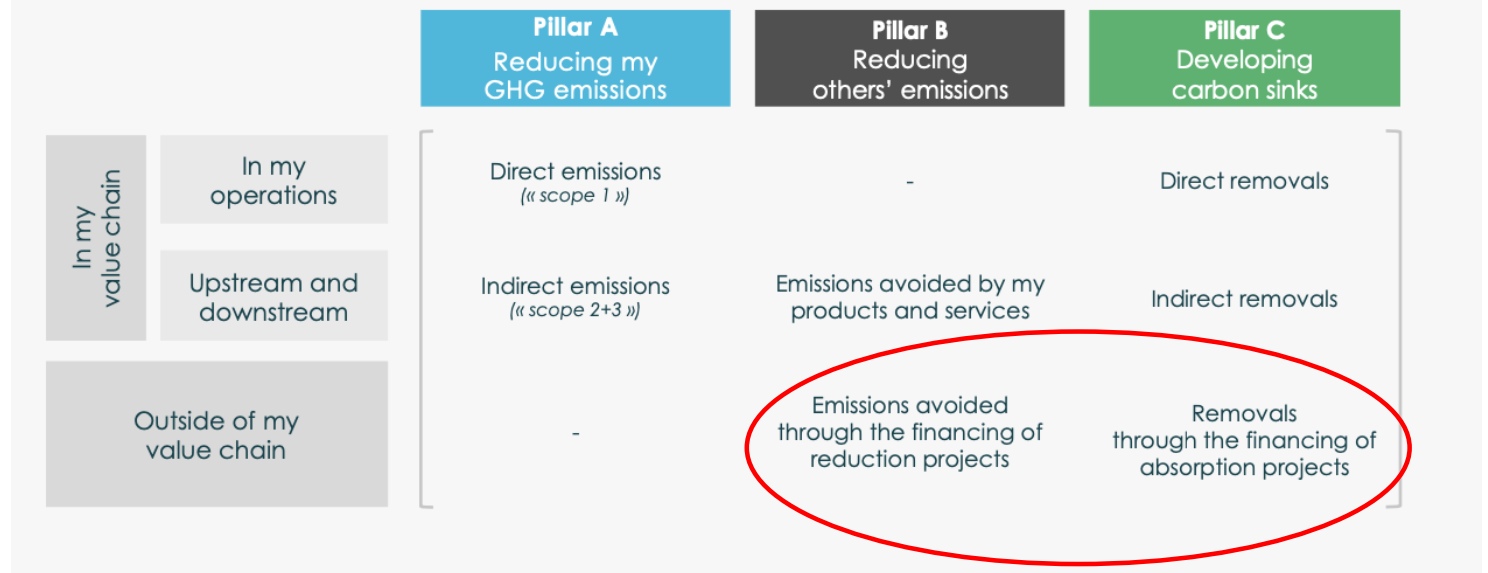 Pillar A
Reducing my
GHG emissions
Pillar B
Reducing
others' emissions
Pillar C
Developing
carbon sinks
In my
value chain
In my
operations
Direct emissions
(« scope 1 »)
-
Direct removals
Upstream and
downstream
Indirect emissions
(« scope 2+3 »)
Emissions avoided by my
products and services
Indirect removals
Outside of my
value chain
-
Emissions avoided
through the financing of
reduction projects
Removals
through the financing of
absorption projects